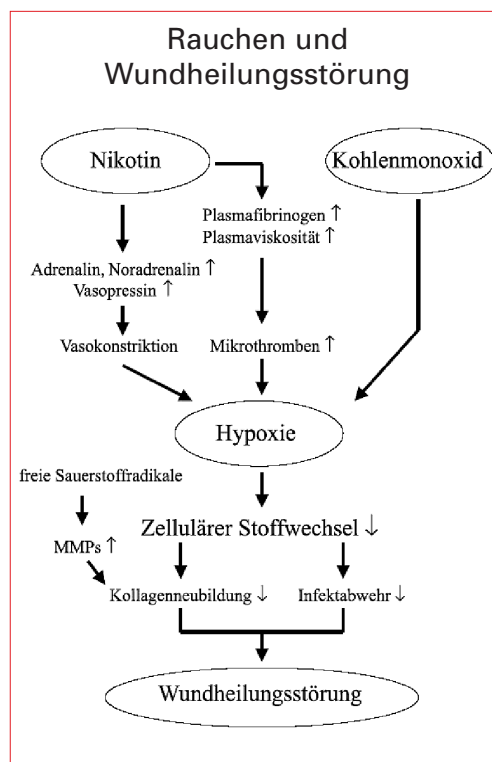 Rauchen und
Wundheilungsstörung
Nikotin
Kohlenmonoxid
Plasmafibrinogen ↑
Plasmaviskosität ↑
Adrenalin, Noradrenalin ↑
Vasopressin ↑
Vasokonstriktion
Mikrothromben ↑
Hypoxie
freie Sauerstoffradikale
Zellulärer Stoffwechsel ↓
MMPs ↑
Kollagenneubildung ↓
Infektabwehr ↓
Wundheilungsstörung